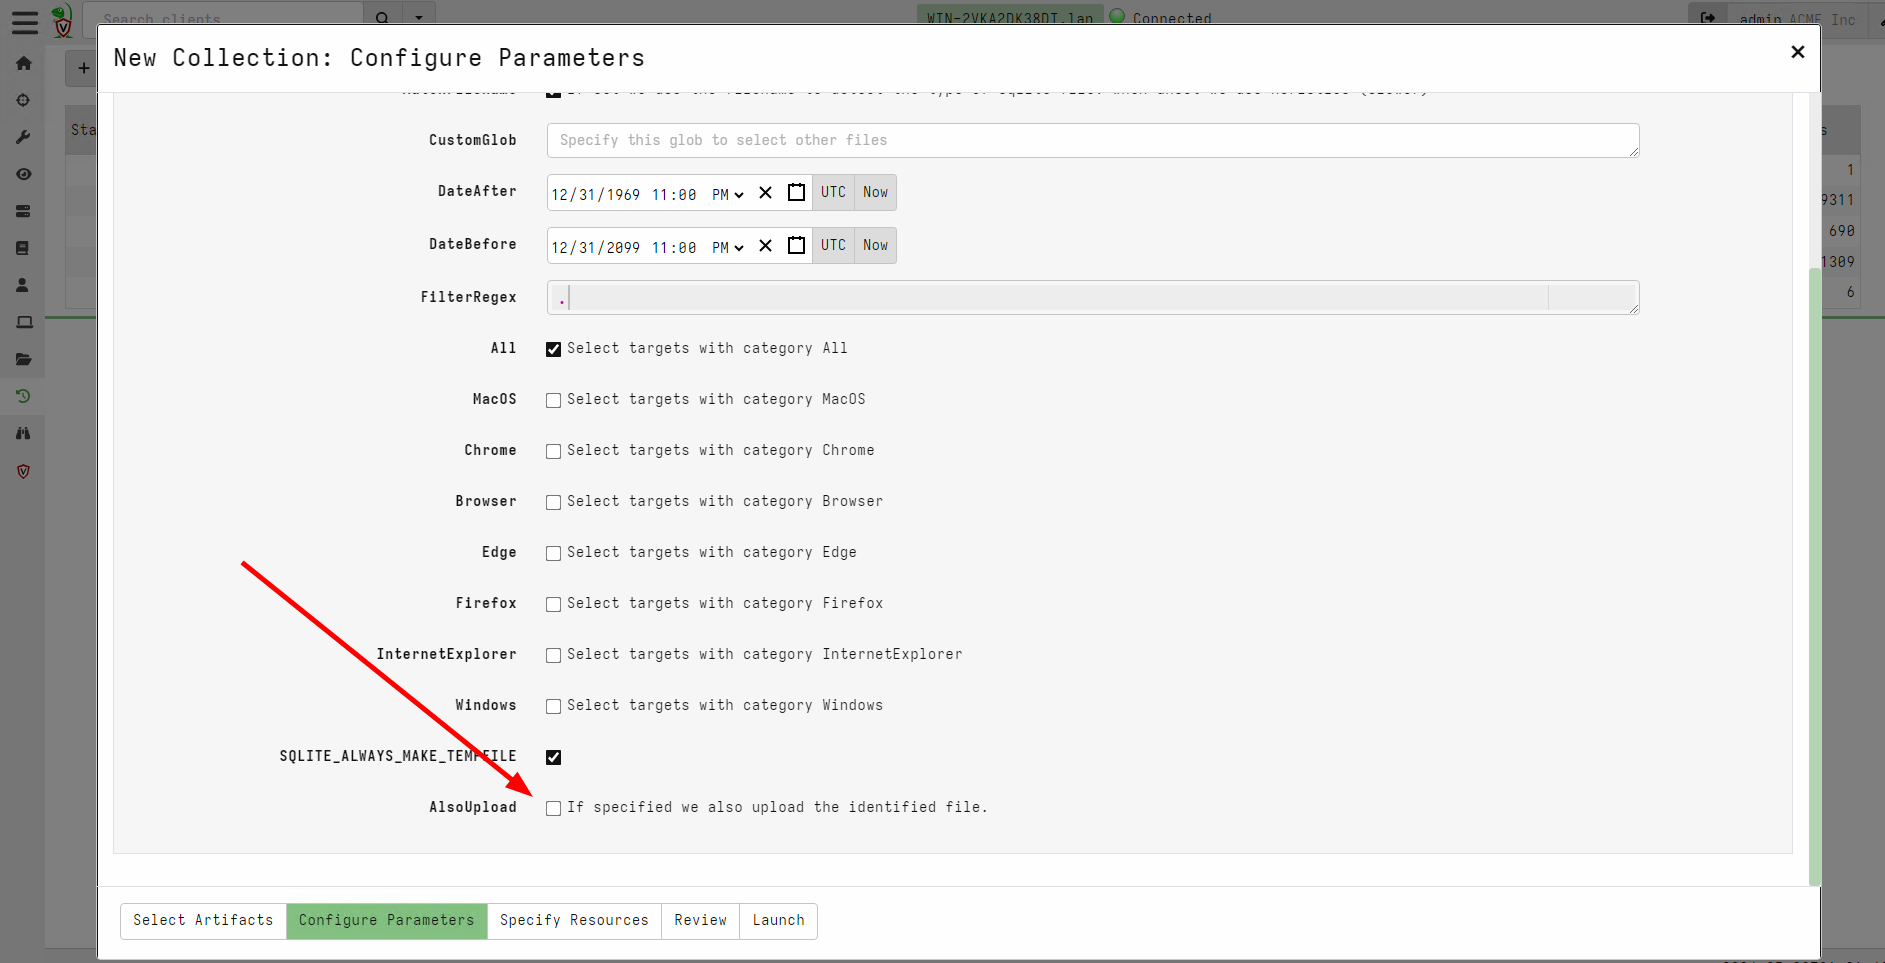 Search clients
WIN-2VKA2DK38DT.lan
Connected
admin ACME Inc
New Collection: Configure Parameters
Sta
s
CustomGlob
Specify this glob to select other files
1
DateAfter
12/31/1969 11:00 PM
UTC
Now
9311
DateBefore
12/31/2099 11:00 PM
UTC
Now
690
1309
FilterRegex
.
6
All
Select targets with category All
MacOS
Select targets with category MacOS
Chrome
Select targets with category Chrome
Browser
Select targets with category Browser
Edge
Select targets with category Edge
Firefox
Select targets with category Firefox
InternetExplorer
Select targets with category InternetExplorer
Windows
Select targets with category Windows
SQLITE_ALWAYS_MAKE_TEMPFILE
AlsoUpload
If specified we also upload the identified file.
Select Artifacts
Configure Parameters
Specify Resources
Review
Launch